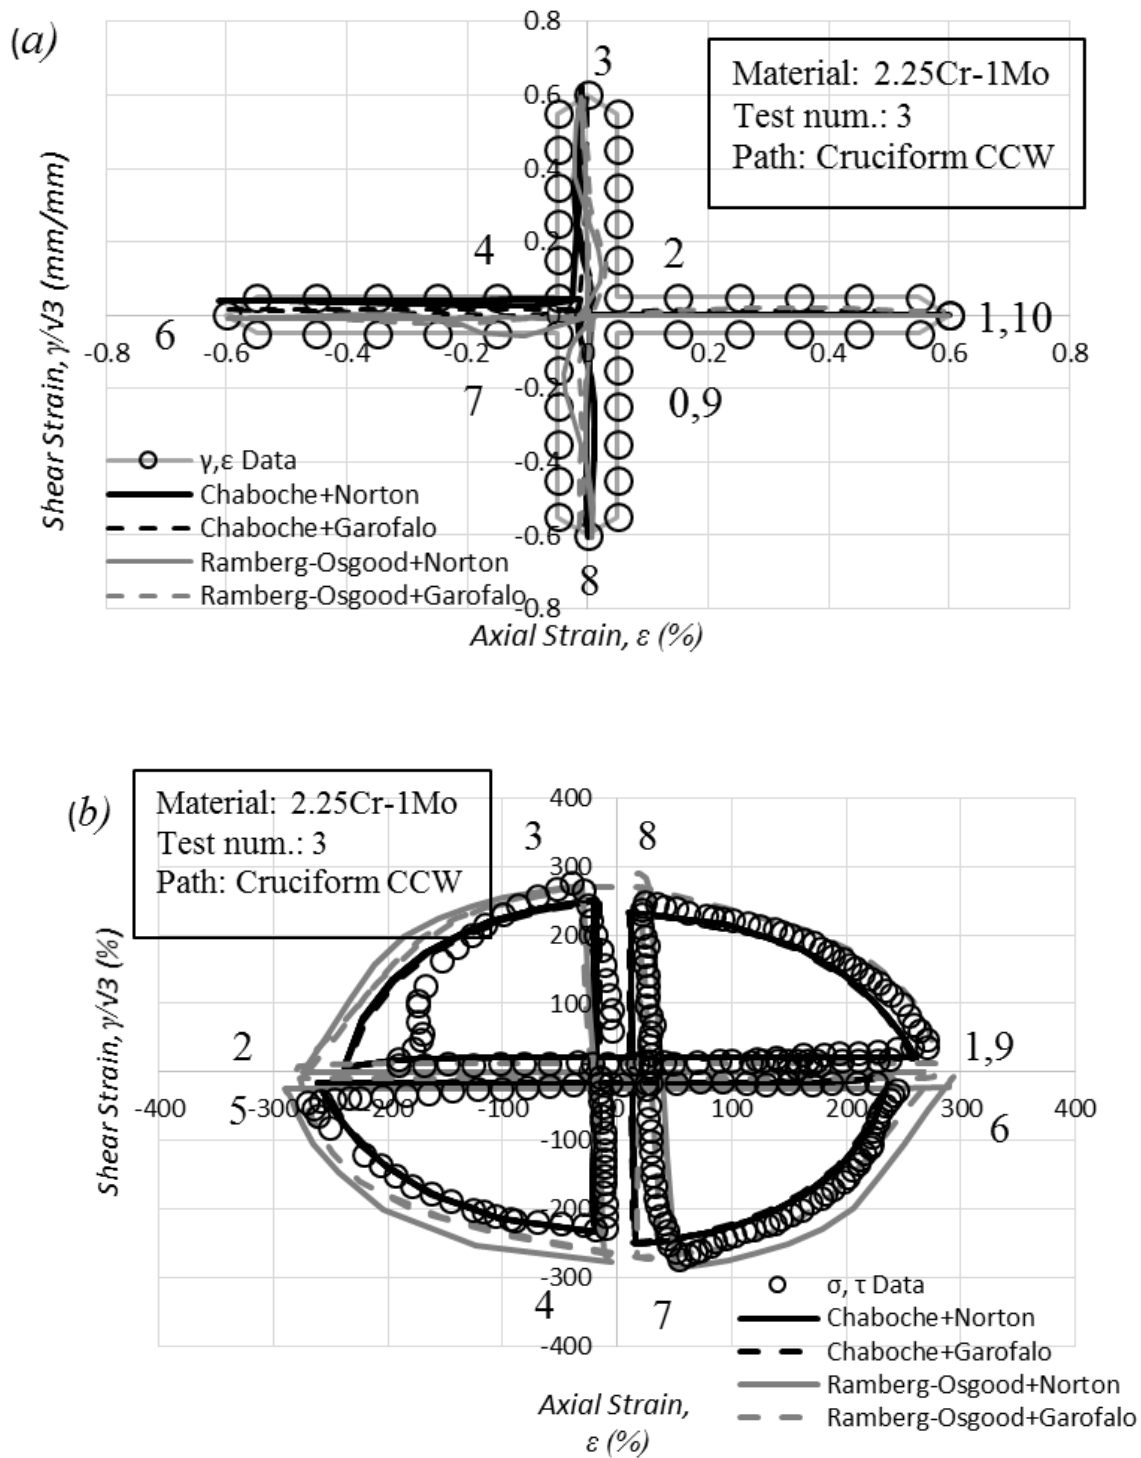 (a)
Material: 2.25Cr-1Mo
Test num.: 3
Path: Cruciform CCW
0.8
0.6
0.4
0.2
0
-0.2
-0.4
-0.6
-0.8
-0.8 -0.6 -0.4 -0.2 0.2 0.4 0.6 0.8
3
4 2
6 1,10
7 0,9
8
Shear Strain, γ/√3 (mm/mm)
γ,ε Data
Chaboche+Norton
Chaboche+Garofalo
Ramberg-Osgood+Norton
Ramberg-Osgood+Garofalo
Axial Strain, ε (%)
(b)
Material: 2.25Cr-1Mo
Test num.: 3
Path: Cruciform CCW
400
300
200
100
-100
-200
-300
-400
-400 -300 -200 -100 100 200 300 400
3 8
2 1,9
5 6
4 7
Shear Strain, γ/√3 (%)
σ, τ Data
Chaboche+Norton
Chaboche+Garofalo
Ramberg-Osgood+Norton
Ramberg-Osgood+Garofalo
Axial Strain,
ε (%)